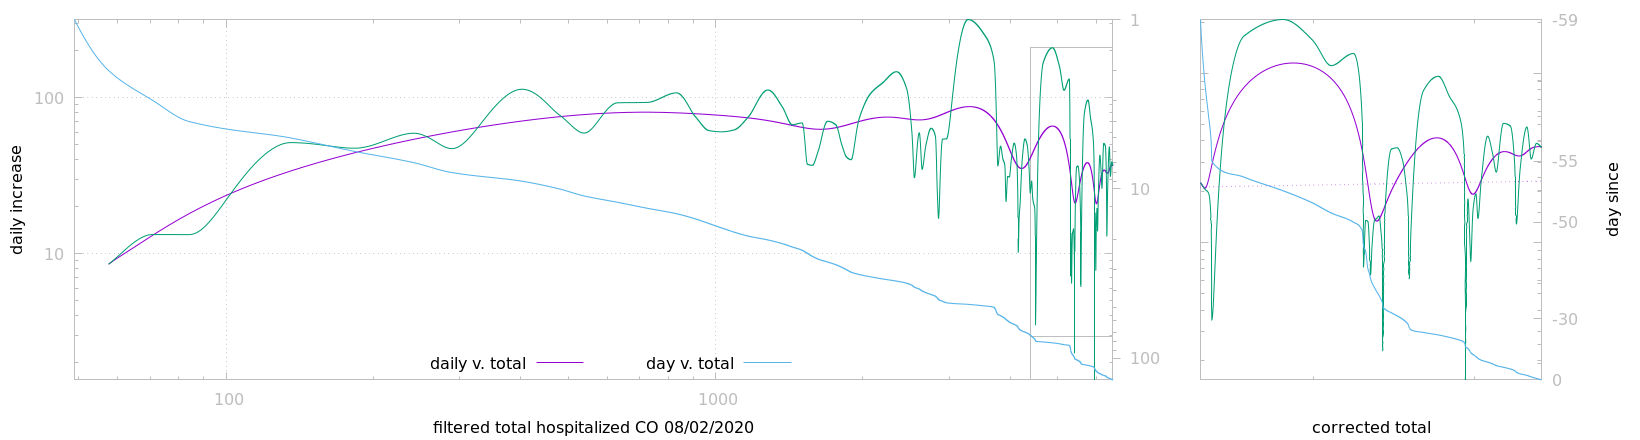 1
-59
100
-55
10
-50
10
-30
100
0
daily increase
day since
daily v. total
day v. total
100
1000
filtered total hospitalized CO 08/02/2020
corrected total